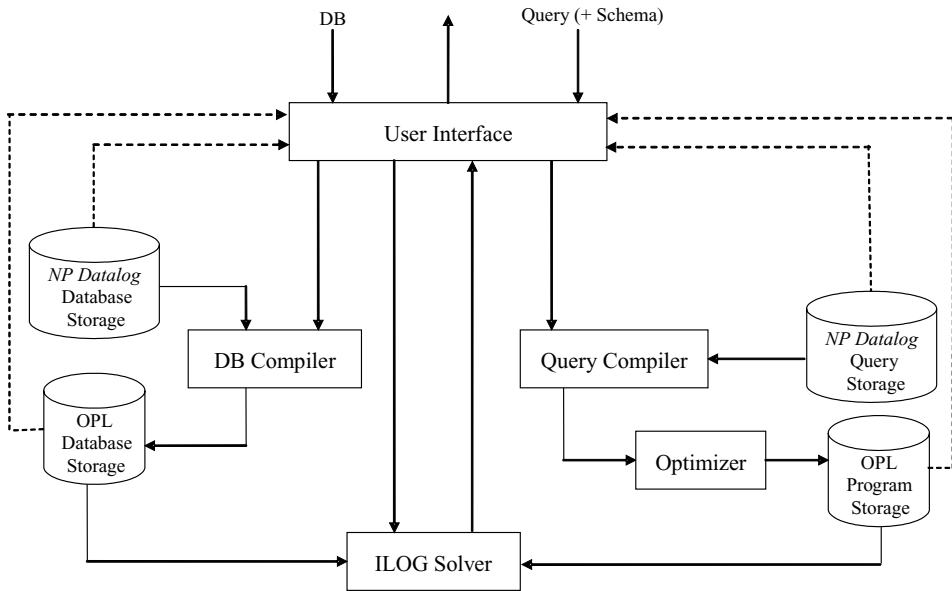 DB
Query (+ Schema)
User Interface
NP Datalog
Database
Storage
DB Compiler
Query Compiler
NP Datalog
Query
Storage
OPL
Database
Storage
Optimizer
OPL
Program
Storage
ILOG Solver